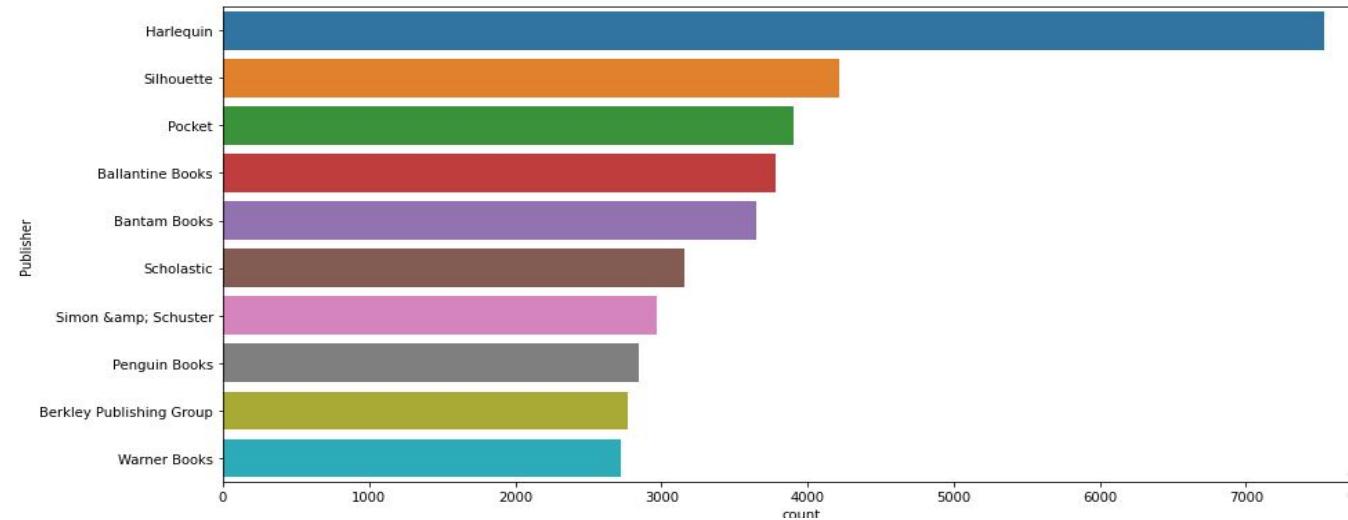 Harlequin
Silhouette
Pocket
Ballantine Books
Bantam Books
Scholastic
Simon &amp; Schuster
Penguin Books
Berkley Publishing Group
Warner Books
Publisher
0 1000 2000 3000 4000 5000 6000 7000
count